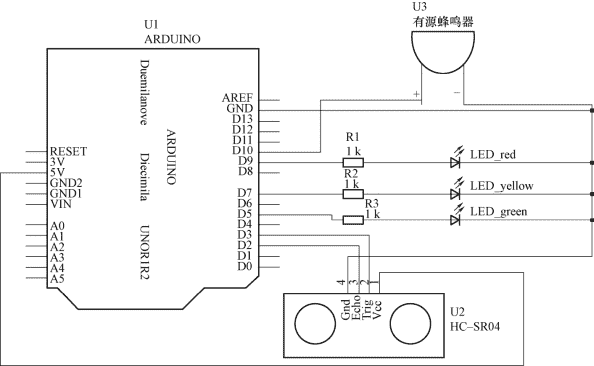 U1
ARDUINO
U3
有源蜂鸣器
+
−
Duemilanove
Diecimila
UNOR1R2
ARDUINO
RESET
3V
5V
GND2
GND1
VIN
A0
A1
A2
A3
A4
A5
AREF
GND
D13
D12
D11
D10
D9
D8
D7
D6
D5
D4
D3
D2
D1
D0
R1
1 k
LED_red
R2
1 k
LED_yellow
R3
1 k
LED_green
4 3 2 1
Gnd
Echo
Trig
Vcc
U2
HC–SR04